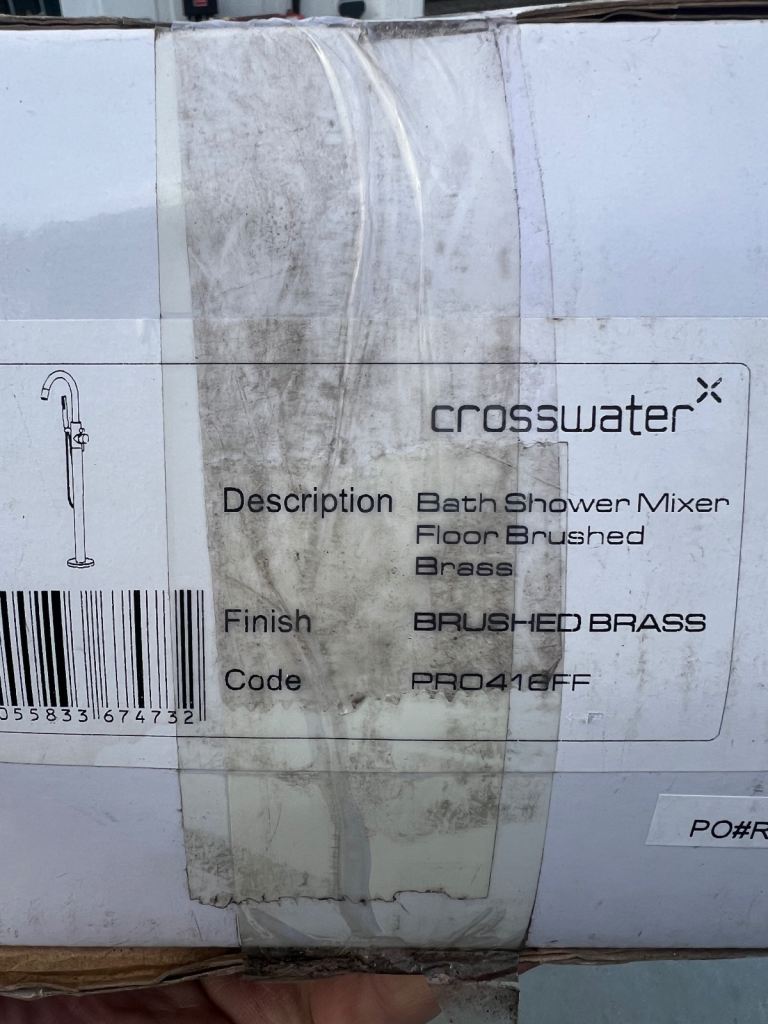 crosswater
Description Bath Shower Mixer
Floor Brushed
Brass
Finish BRUSHED BRASS
Code PRO416FF
055833 674732
PO#R